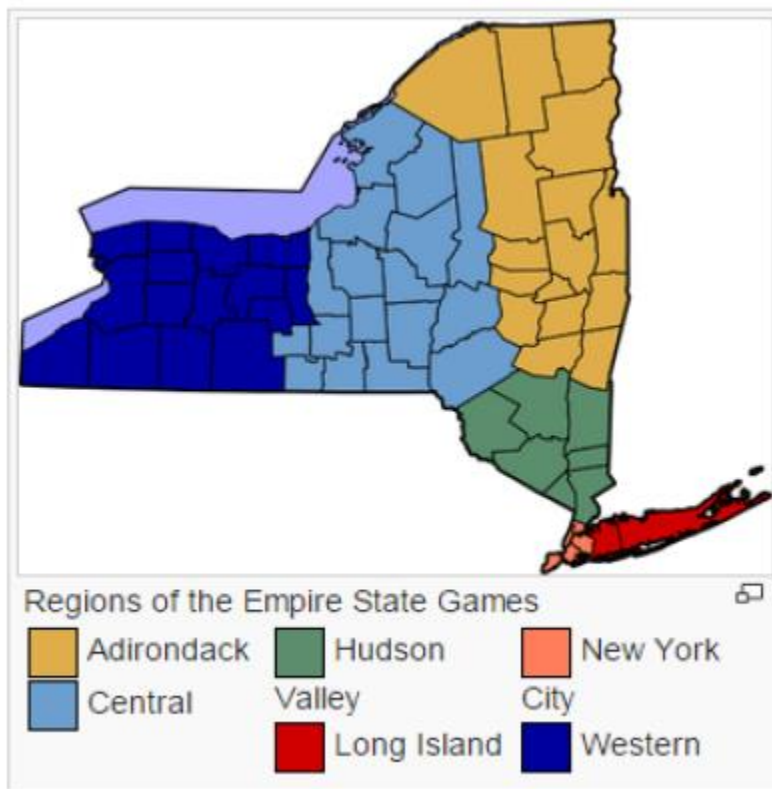 Regions of the Empire State Games
Adirondack
Central
Hudson
Valley
Long Island
New York
City
Western